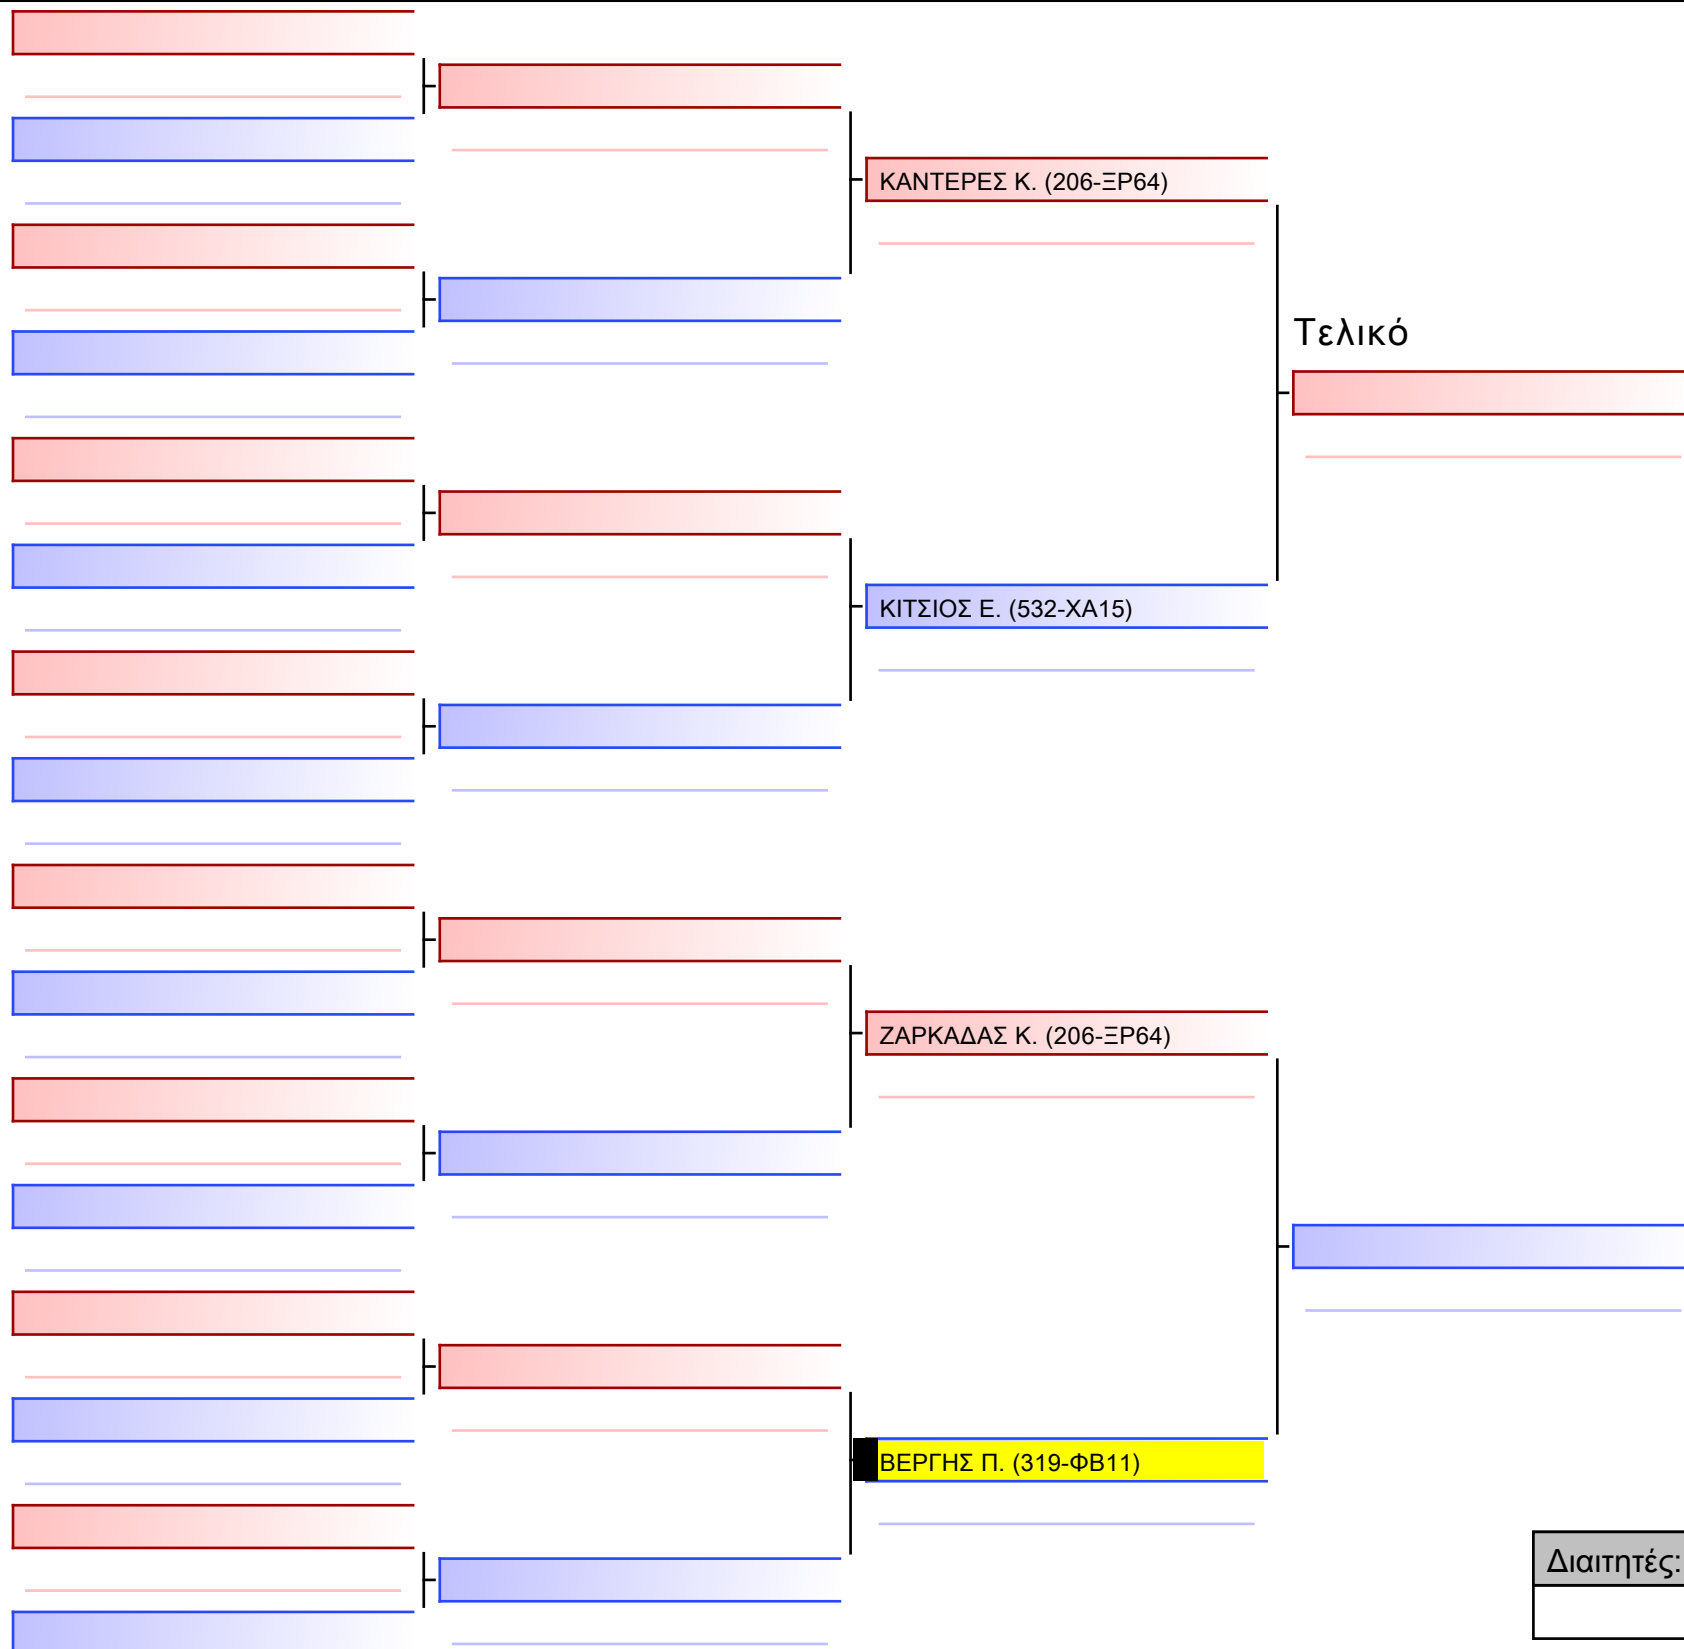 ΚΑΝΤΕΡΕΣ Κ. (206-ΞΡ64)
Τελικό
ΚΙΤΣΙΟΣ Ε. (532-ΧΑ15)
ΖΑΡΚΑΔΑΣ Κ. (206-ΞΡ64)
ΒΕΡΓΗΣ Π. (319-ΦΒ11)
Διαιτητές: